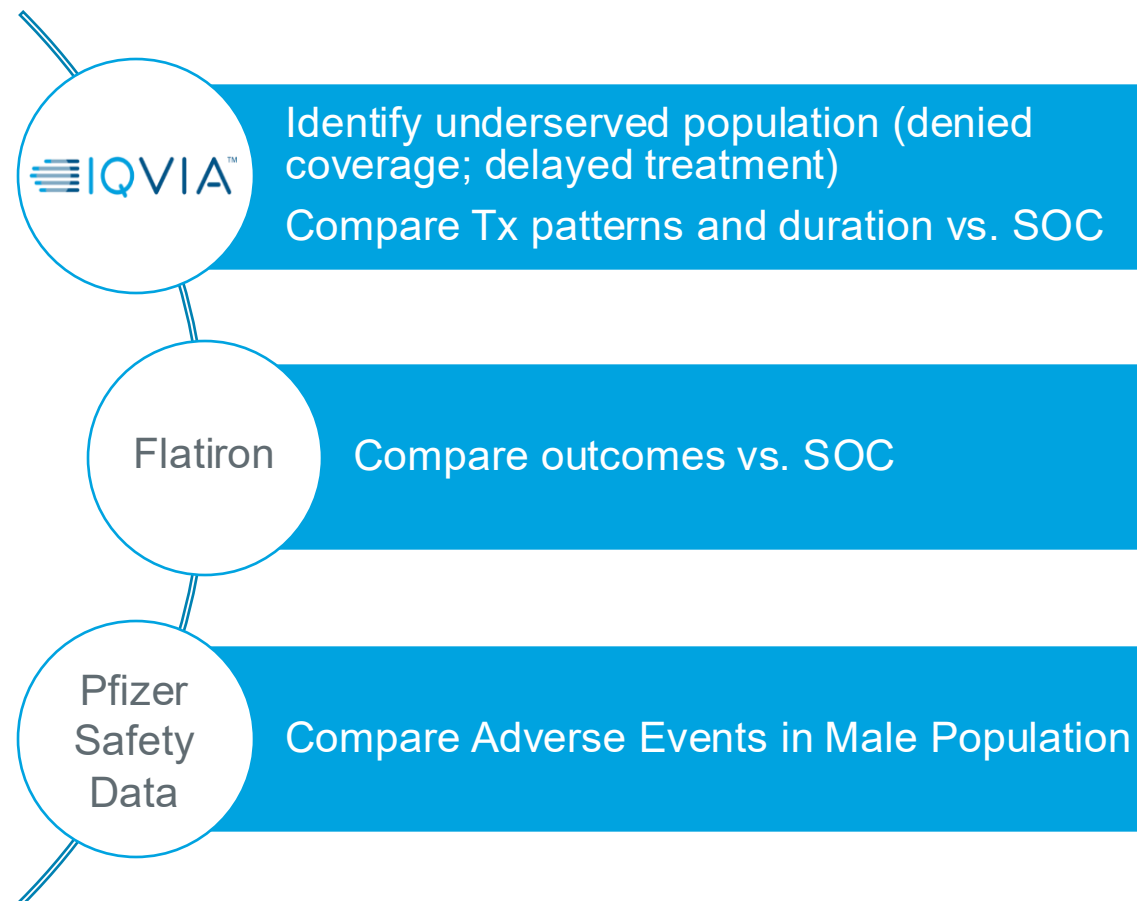 IQVIA™
Identify underserved population (denied
coverage; delayed treatment)
Compare Tx patterns and duration vs. SOC
Flatiron
Compare outcomes vs. SOC
Pfizer
Safety
Data
Compare Adverse Events in Male Population